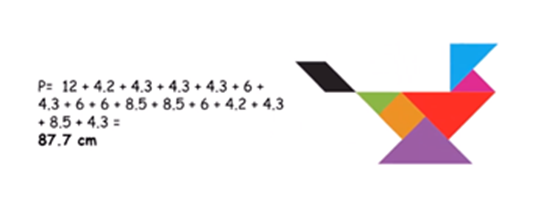 P= 12 + 4.2 + 4.3 + 4.3 + 4.3 + 6 +
4.3 + 6 + 6 + 8.5 + 8.5 + 6 + 4.2 + 4.3
+ 8.5 + 4.3 =
87.7 cm